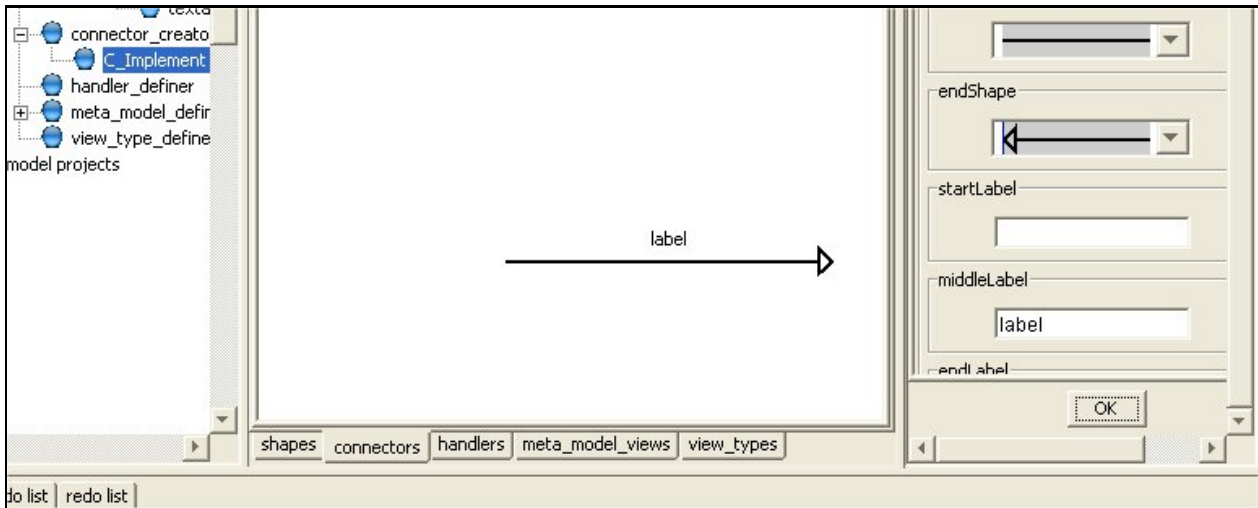 connector_creato
C_Implement
handler_definer
meta_model_defir
view_type_define
model projects
label
shapes
connectors
handlers
meta_model_views
view_types
endShape
startLabel
middleLabel
label
endLabel
OK
do list
redo list